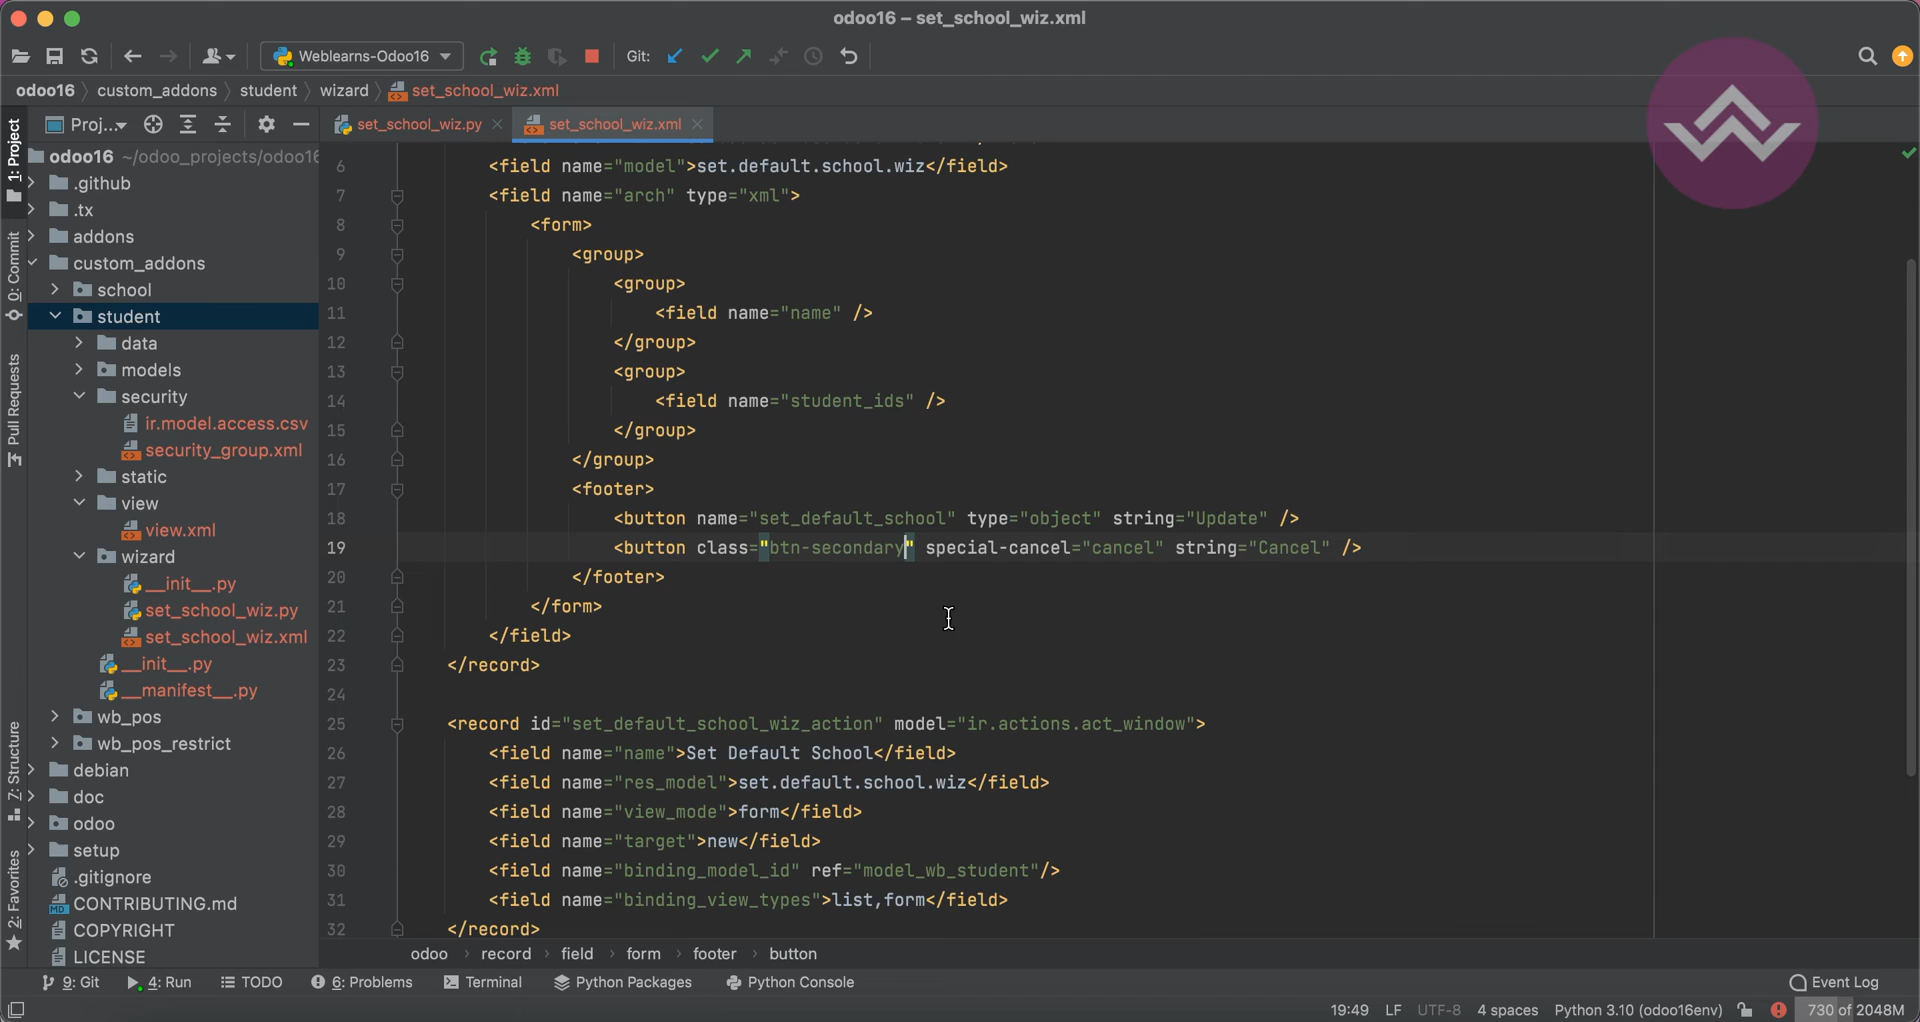 odoo16 – set_school_wiz.xml
Weblearns-Odoo16
Git:
odoo16
custom_addons
student
wizard
set_school_wiz.xml
1: Project
0: Commit
Pull Requests
Z: Structure
2: Favorites
Proj...
odoo16 ~/odoo_projects/odoo16
.github
.tx
addons
custom_addons
school
student
data
models
security
ir.model.access.csv
security_group.xml
static
view
view.xml
wizard
__init__.py
set_school_wiz.py
set_school_wiz.xml
__init__.py
__manifest__.py
wb_pos
wb_pos_restrict
debian
doc
odoo
setup
.gitignore
CONTRIBUTING.md
COPYRIGHT
LICENSE
set_school_wiz.py
set_school_wiz.xml
6 <field name="model">set.default.school.wiz</field>
7 <field name="arch" type="xml">
8 <form>
9 <group>
10 <group>
11 <field name="name" />
12 </group>
13 <group>
14 <field name="student_ids" />
15 </group>
16 </group>
17 <footer>
18 <button name="set_default_school" type="object" string="Update" />
19 <button class="btn-secondary" special-cancel="cancel" string="Cancel" />
20 </footer>
21 </form>
22 </field>
23 </record>
24
25 <record id="set_default_school_wiz_action" model="ir.actions.act_window">
26 <field name="name">Set Default School</field>
27 <field name="res_model">set.default.school.wiz</field>
28 <field name="view_mode">form</field>
29 <field name="target">new</field>
30 <field name="binding_model_id" ref="model_wb_student"/>
31 <field name="binding_view_types">list,form</field>
32 </record>
odoo
record
field
form
footer
button
9: Git
4: Run
TODO
6: Problems
Terminal
Python Packages
Python Console
Event Log
19:49
LF
UTF-8
4 spaces
Python 3.10 (odoo16env)
730 of 2048M